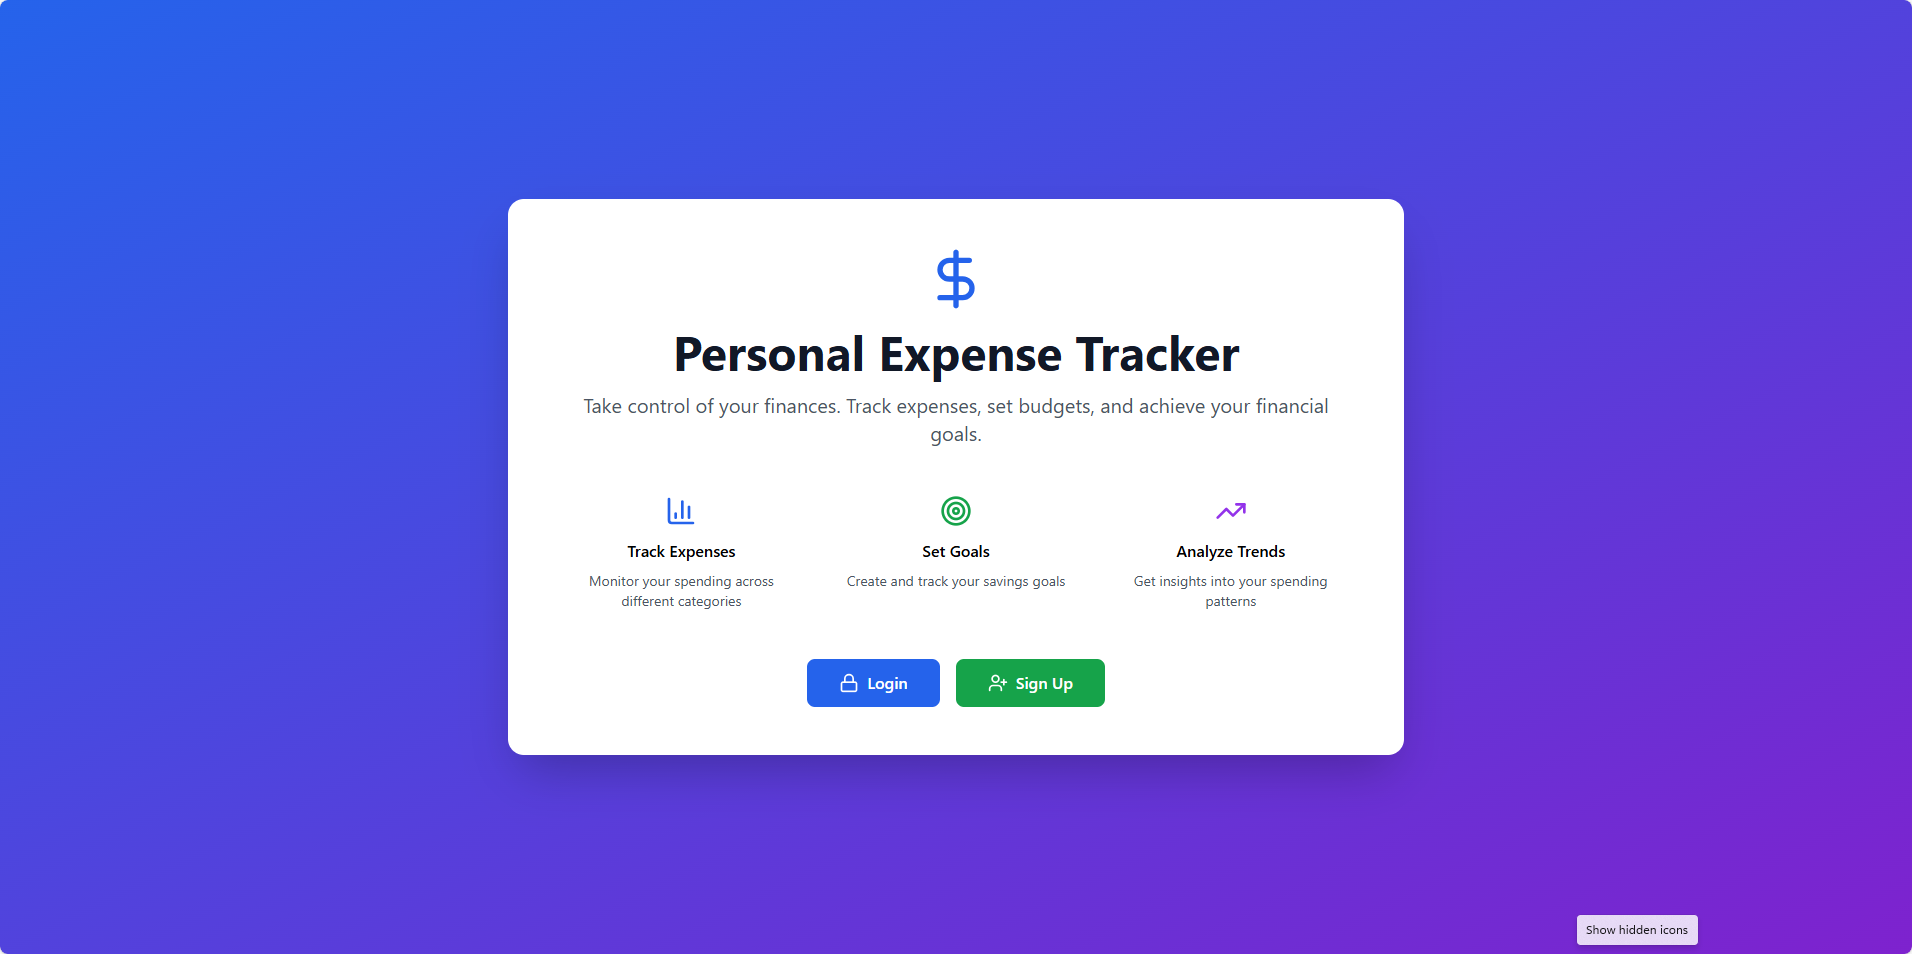 Personal Expense Tracker
Take control of your finances. Track expenses, set budgets, and achieve your financial
goals.
Track Expenses
Monitor your spending across
different categories
Set Goals
Create and track your savings goals
Analyze Trends
Get insights into your spending
patterns
Login
Sign Up
Show hidden icons